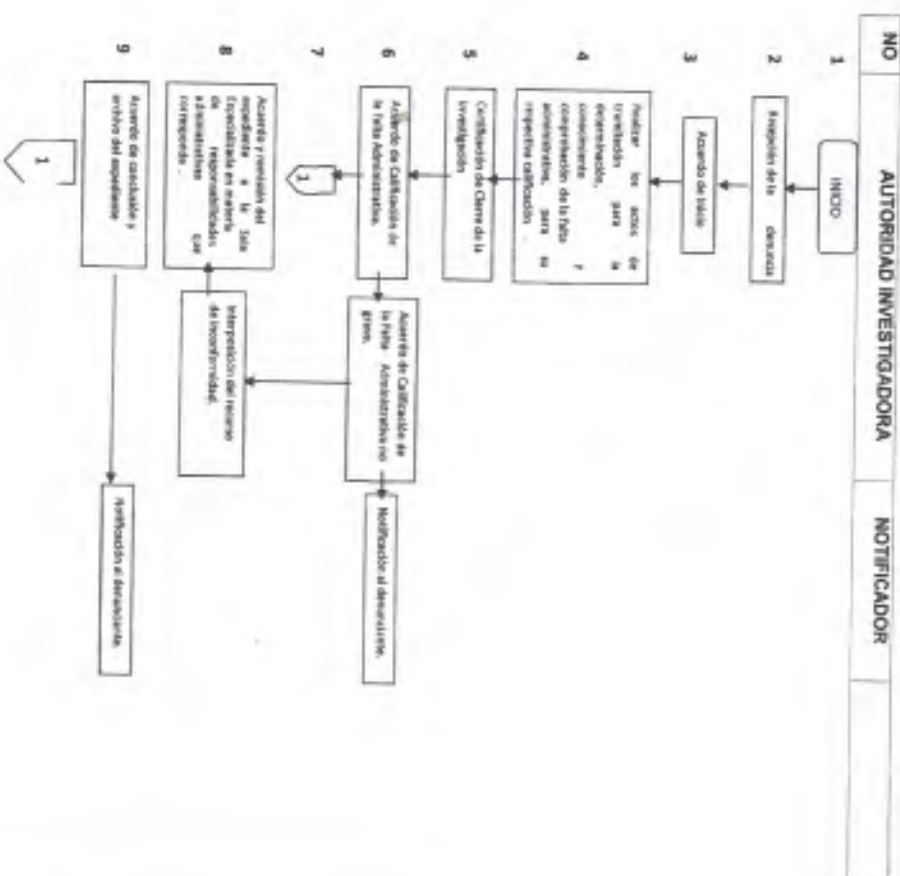 NO AUTORIDAD INVESTIGADORA NOTIFICADOR
1 INICIO
2 Recepción de la denuncia
3 Acuerdo de Inicio
4 Realizar los actos de
tramitación para la
determinación,
conocimiento y
comprobación de la falta
administrativa, para su
respectiva calificación
5 Certificación de Cierre de la
investigación
6 Acuerdo de Calificación de
la Falta Administrativa.
Acuerdo de Calificación de
la Falta Administrativa no
grave.
Notificación al denunciante.
7 1
8 Acuerdo y remisión del
expediente a la Sala
Especializada en materia
de responsabilidades
administrativas que
corresponda.
Interposición del recurso
de inconformidad.
9 Acuerdo de conclusión y
archivo del expediente
Notificación al denunciante.
1